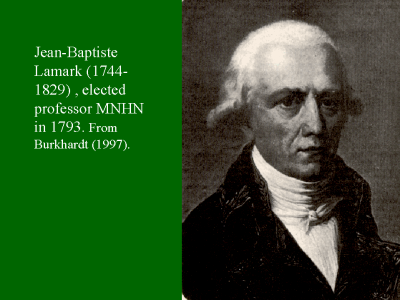 Jean-Baptiste
Lamark (1744-
1829) , elected
professor MNHN
in 1793. From
Burkhardt (1997).